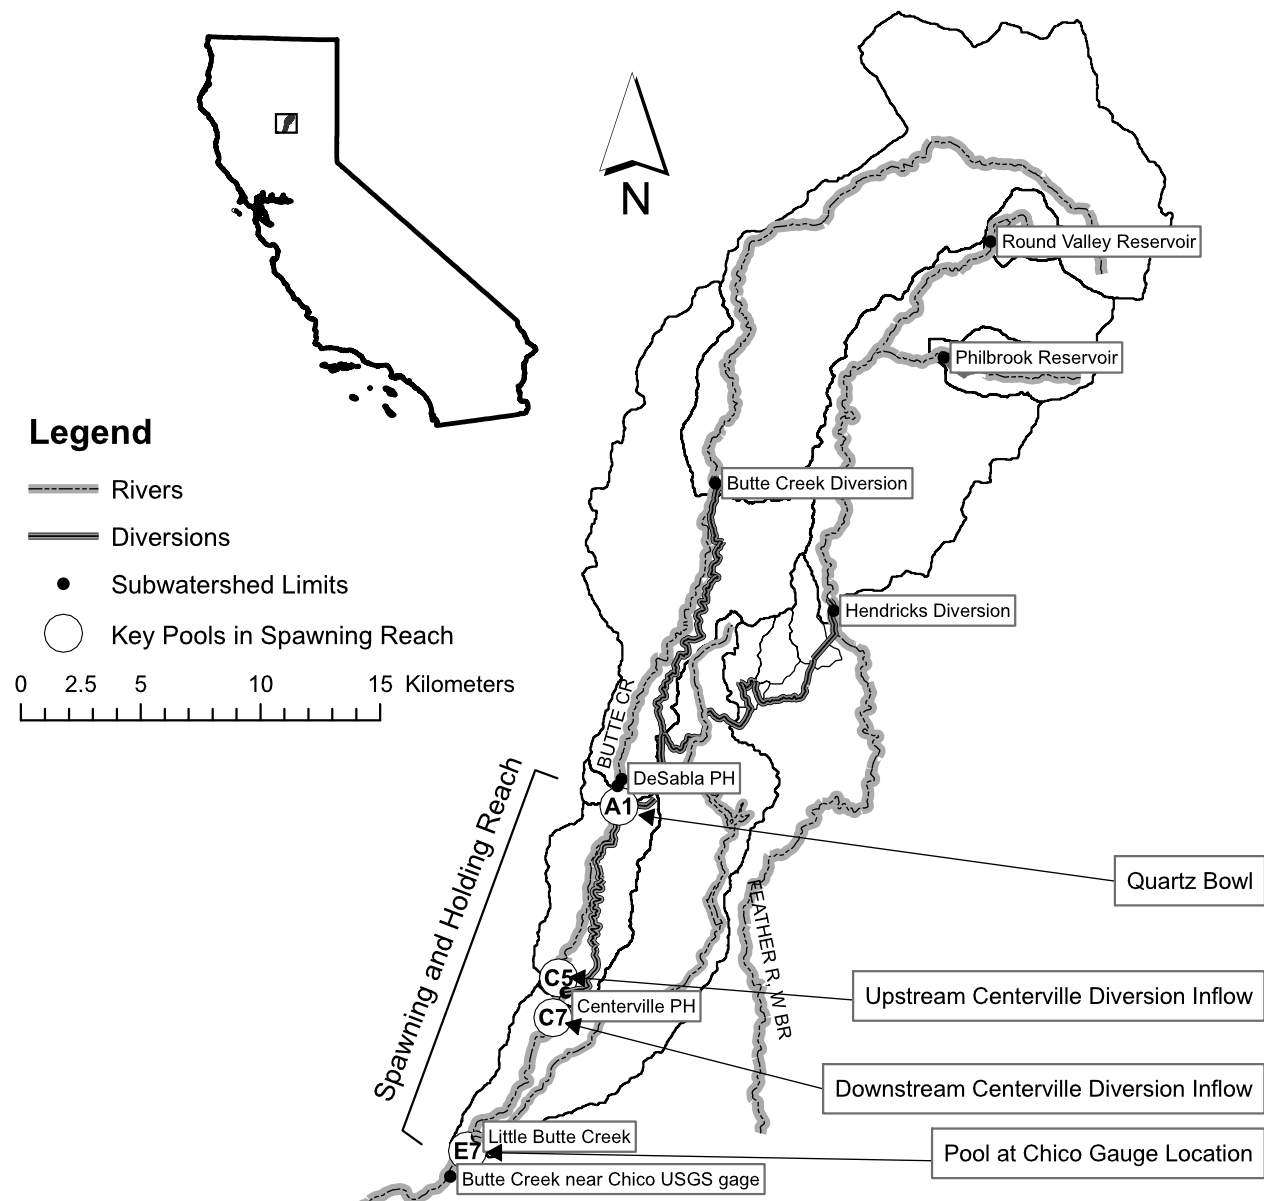 N
Round Valley Reservoir
Philbrook Reservoir
Legend
Rivers
Butte Creek Diversion
Diversions
Subwatershed Limits
Hendricks Diversion
Key Pools in Spawning Reach
0 2.5 5 10 15 Kilometers
BUTTE CR
DeSabla PH
A1
Spawning and Holding Reach
Quartz Bowl
FEATHER R, W BR
C5
Upstream Centerville Diversion Inflow
Centerville PH
C7
Downstream Centerville Diversion Inflow
Little Butte Creek
E7
Pool at Chico Gauge Location
Butte Creek near Chico USGS gage